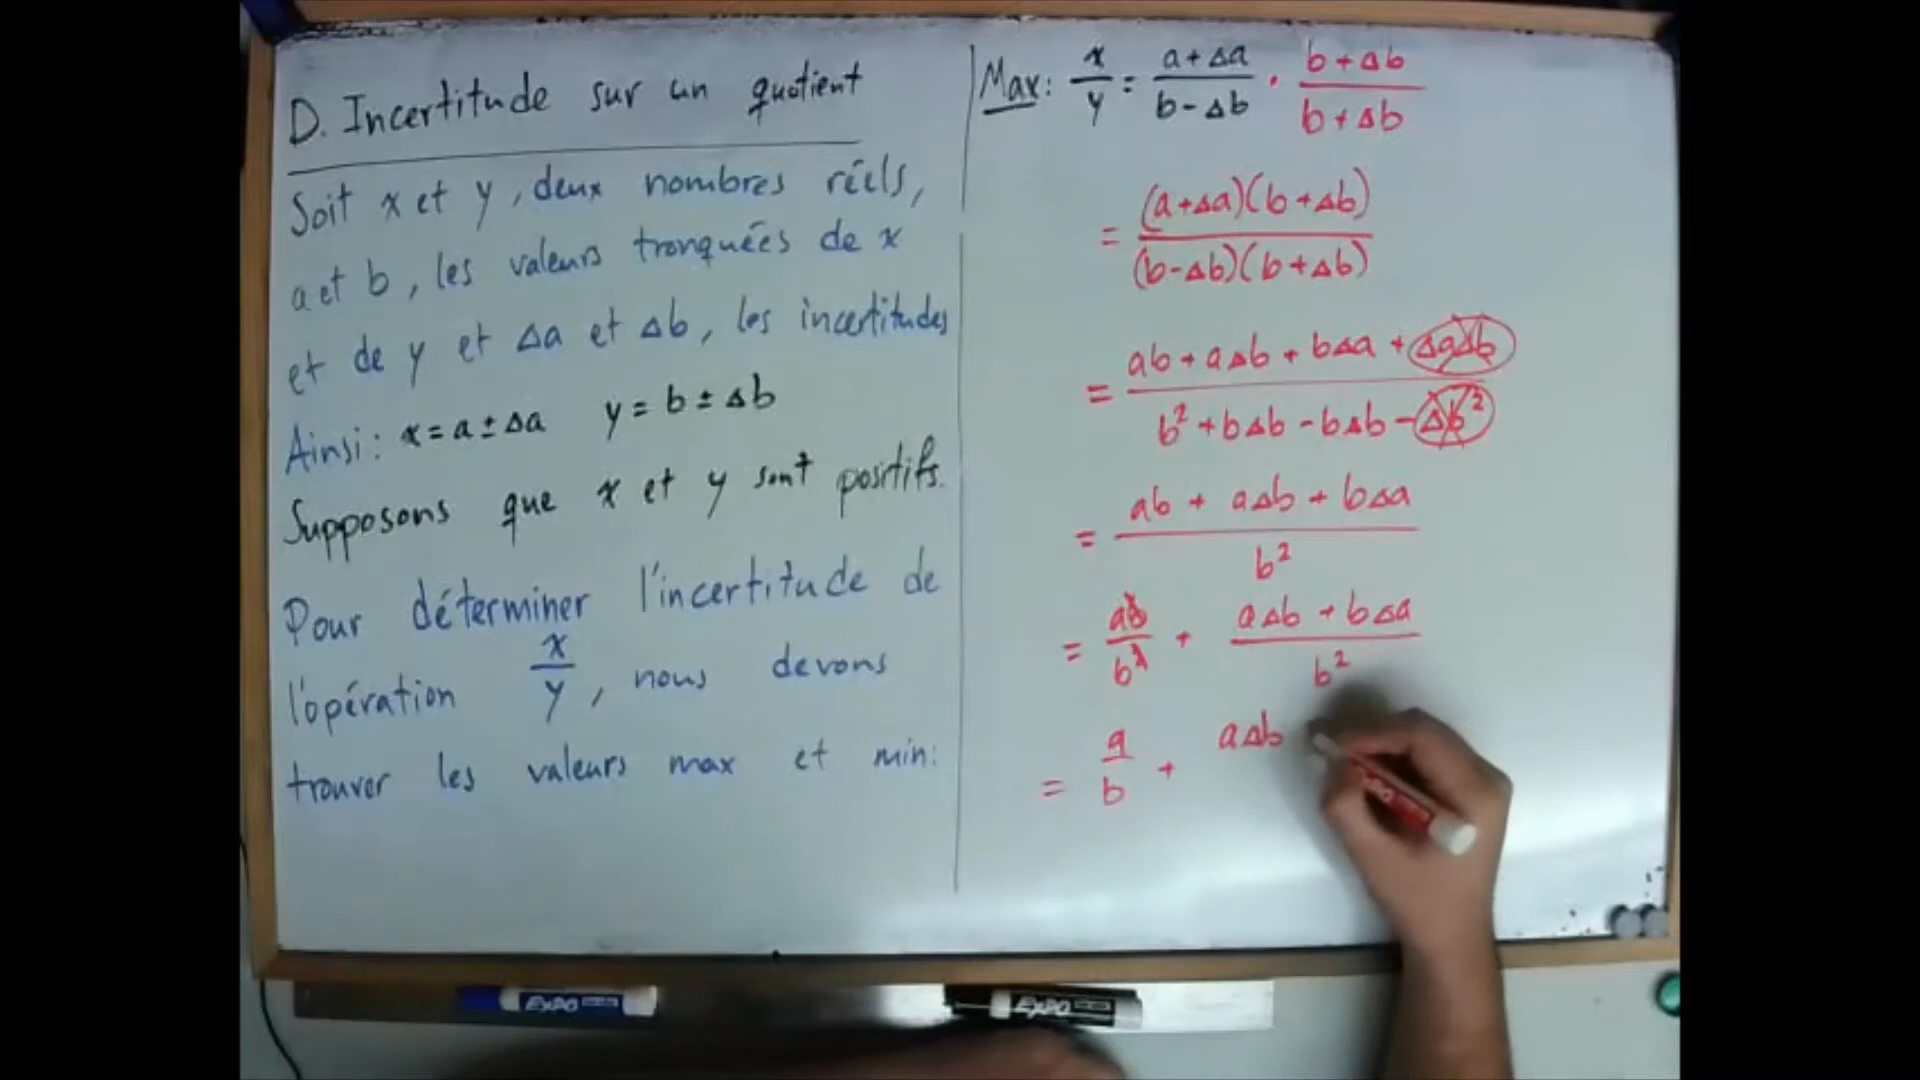 D. Incertitude sur un quotient
Soit x et y, deux nombres réels,
a et b, les valeurs tronquées de x
et de y et Δa et Δb, les incertitudes
Ainsi: x = a ± Δa y = b ± Δb
Supposons que x et y sont positifs.
Pour déterminer l'incertitude de
l'opération x/y, nous devons
trouver les valeurs max et min:
Max: x/y = (a + Δa)/(b - Δb) · (b + Δb)/(b + Δb)
= (a + Δa)(b + Δb)/(b - Δb)(b + Δb)
= (ab + aΔb + bΔa + ΔaΔb)/(b² + bΔb - bΔb - Δb²)
= (ab + aΔb + bΔa)/b²
= ab/b² + (aΔb + bΔa)/b²
= a/b + aΔb
EXPO
EXPO